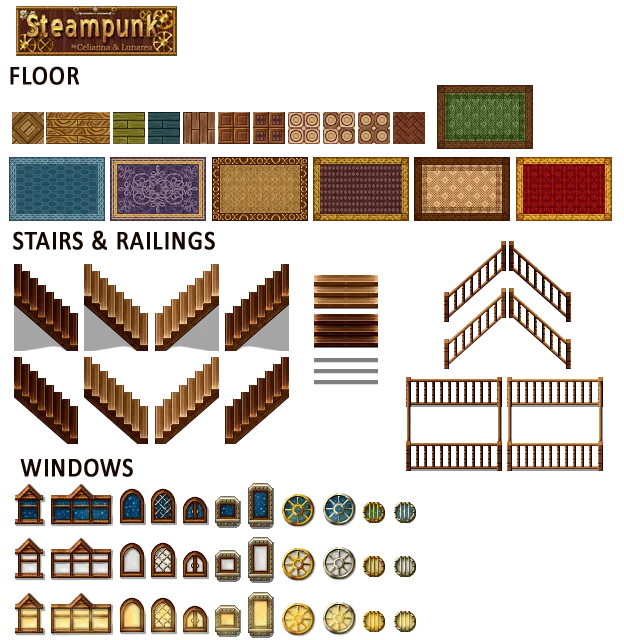 Steampunk
by Celianna & Lunarea
FLOOR
STAIRS & RAILINGS
WINDOWS